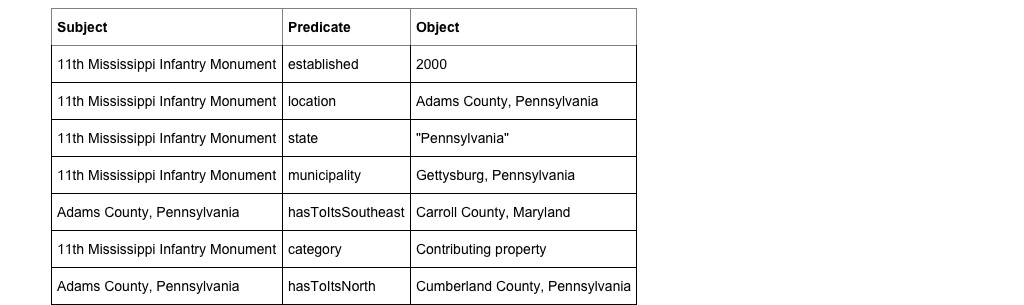 Subject Predicate Object
11th Mississippi Infantry Monument established 2000
11th Mississippi Infantry Monument location Adams County, Pennsylvania
11th Mississippi Infantry Monument state "Pennsylvania"
11th Mississippi Infantry Monument municipality Gettysburg, Pennsylvania
Adams County, Pennsylvania hasToItsSoutheast Carroll County, Maryland
11th Mississippi Infantry Monument category Contributing property
Adams County, Pennsylvania hasToItsNorth Cumberland County, Pennsylvania